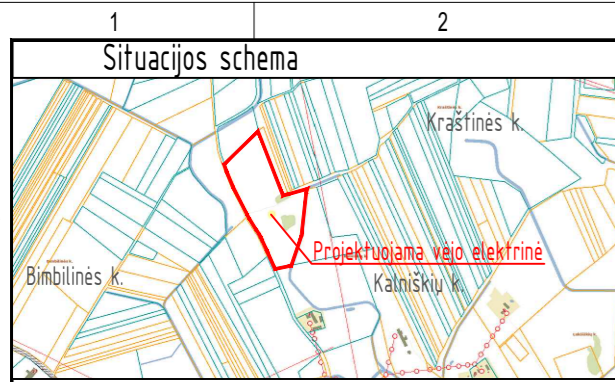 1 2
Situacijos schema
Kraštinės k.
Projektuojama vėjo elektrinė
Bimbilinės k.
Kalniškių k.